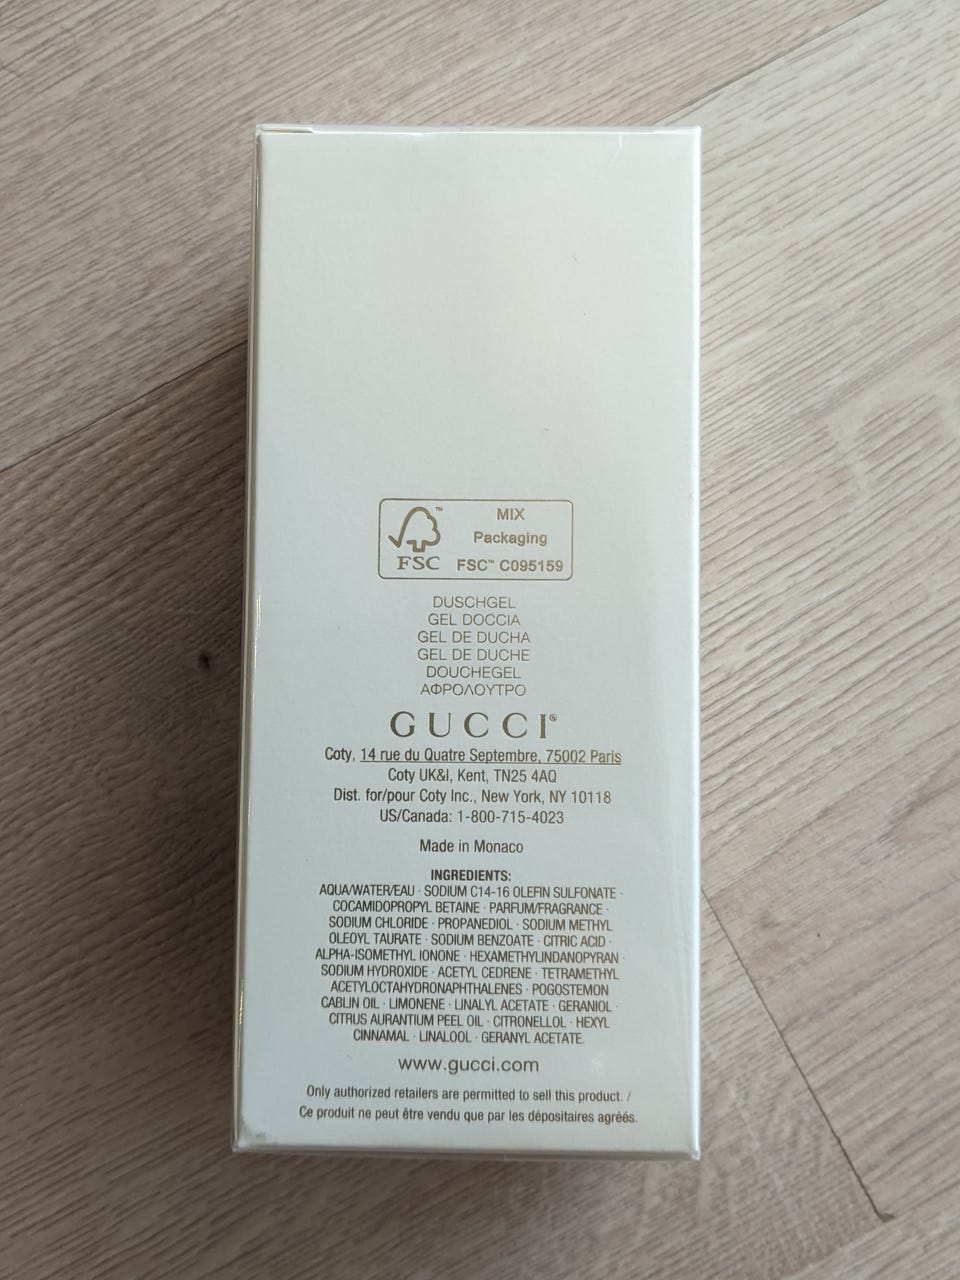 MIX
Packaging
FSC™ C095159
FSC
DUSCHGEL
GEL DOCCIA
GEL DE DUCHA
GEL DE DUCHE
DOUCHEGEL
ΑΦΡΟΛΟΥΤΡΟ
GUCCI®
Coty, 14 rue du Quatre Septembre, 75002 Paris
Coty UK&I, Kent, TN25 4AQ
Dist. for/pour Coty Inc., New York, NY 10118
US/Canada: 1-800-715-4023
Made in Monaco
INGREDIENTS:
AQUA/WATER/EAU · SODIUM C14-16 OLEFIN SULFONATE ·
COCAMIDOPROPYL BETAINE · PARFUM/FRAGRANCE ·
SODIUM CHLORIDE · PROPANEDIOL · SODIUM METHYL
OLEOYL TAURATE · SODIUM BENZOATE · CITRIC ACID ·
ALPHA-ISOMETHYL IONONE · HEXAMETHYLINDANOPYRAN ·
SODIUM HYDROXIDE · ACETYL CEDRENE · TETRAMETHYL
ACETYLOCTAHYDRONAPHTHALENES · POGOSTEMON
CABLIN OIL · LIMONENE · LINALYL ACETATE · GERANIOL ·
CITRUS AURANTIUM PEEL OIL · CITRONELLOL · HEXYL
CINNAMAL · LINALOOL · GERANYL ACETATE.
www.gucci.com
Only authorized retailers are permitted to sell this product. /
Ce produit ne peut être vendu que par les dépositaires agréés.